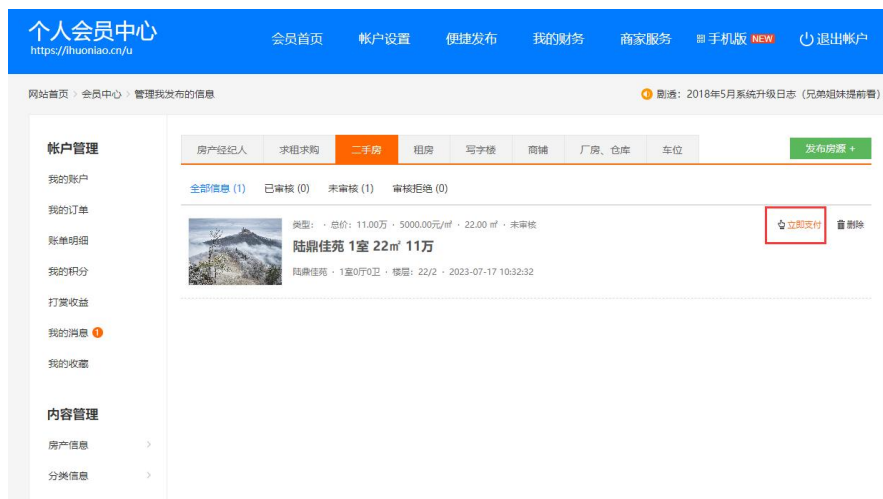 个人会员中心
https://ihuoniao.cn/u
会员首页 帐户设置 便捷发布 我的财务 商家服务 手机版 NEW 退出帐户
网站首页 > 会员中心 > 管理我发布的信息
剧透：2018年5月系统升级日志（兄弟姐妹提前看）
帐户管理
我的账户
我的订单
账单明细
我的积分
打赏收益
我的消息 1
我的收藏
内容管理
房产信息 >
分类信息 >
房产经纪人 求租求购 二手房 租房 写字楼 商铺 厂房、仓库 车位
发布房源 +
全部信息 (1) 已审核 (0) 未审核 (1) 审核拒绝 (0)
类型： · 总价：11.00万 · 5000.00元/㎡ · 22.00 ㎡ · 未审核
立即支付 删除
陆鼎佳苑 1室 22㎡ 11万
陆鼎佳苑 · 1室0厅0卫 · 楼层：22/2 · 2023-07-17 10:32:32